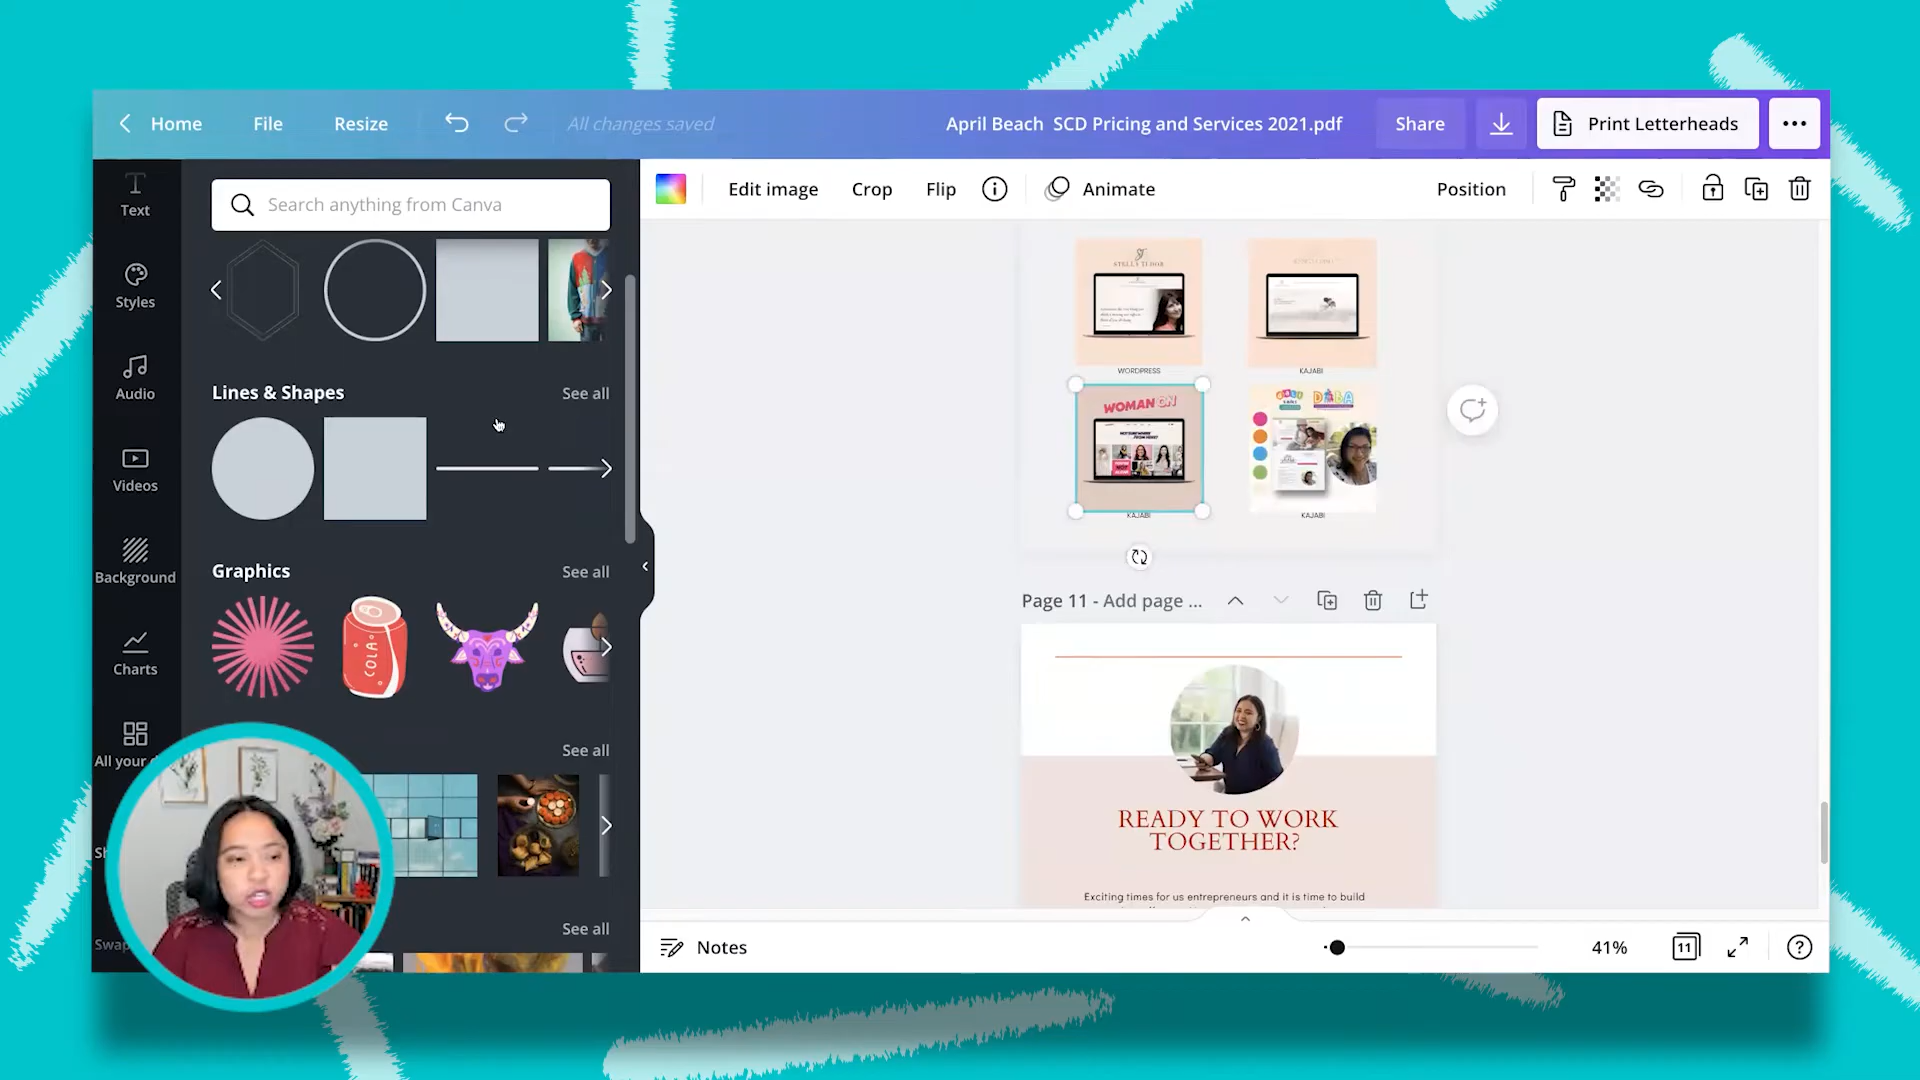 Home
File
Resize
All changes saved
April Beach SCD Pricing and Services 2021.pdf
Share
Print Letterheads
Text
Styles
Audio
Videos
Background
Charts
All your
Search anything from Canva
Lines & Shapes
See all
Graphics
See all
COLA
See all
See all
Edit image
Crop
Flip
Animate
Position
STELLA TUDOR
WORDPRESS
KAJABI
WOMAN ON
KAJABI
KAJABI
Page 11 - Add page ...
READY TO WORK
TOGETHER?
Exciting times for us entrepreneurs and it is time to build
Notes
41%
11